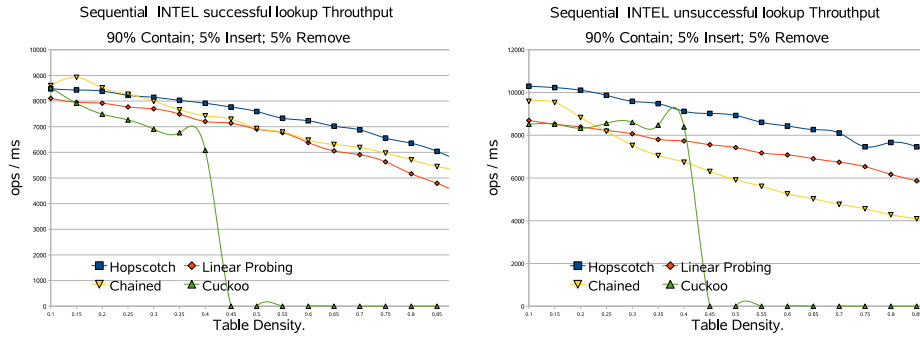 Sequential INTEL successful lookup Throuthput
90% Contain; 5% Insert; 5% Remove
10000
9000
8000
7000
6000
5000
4000
3000
2000
1000
0
ops / ms
Hopscotch
Linear Probing
Chained
Cuckoo
0.1 0.15 0.2 0.25 0.3 0.35 0.4 0.45 0.5 0.55 0.6 0.65 0.7 0.75 0.8 0.85
Table Density.
Sequential INTEL unsuccessful lookup Throuthput
90% Contain; 5% Insert; 5% Remove
12000
10000
8000
6000
4000
2000
0
ops / ms
Hopscotch
Linear Probing
Chained
Cuckoo
0.1 0.15 0.2 0.25 0.3 0.35 0.4 0.45 0.5 0.55 0.6 0.65 0.7 0.75 0.8 0.85
Table Density.